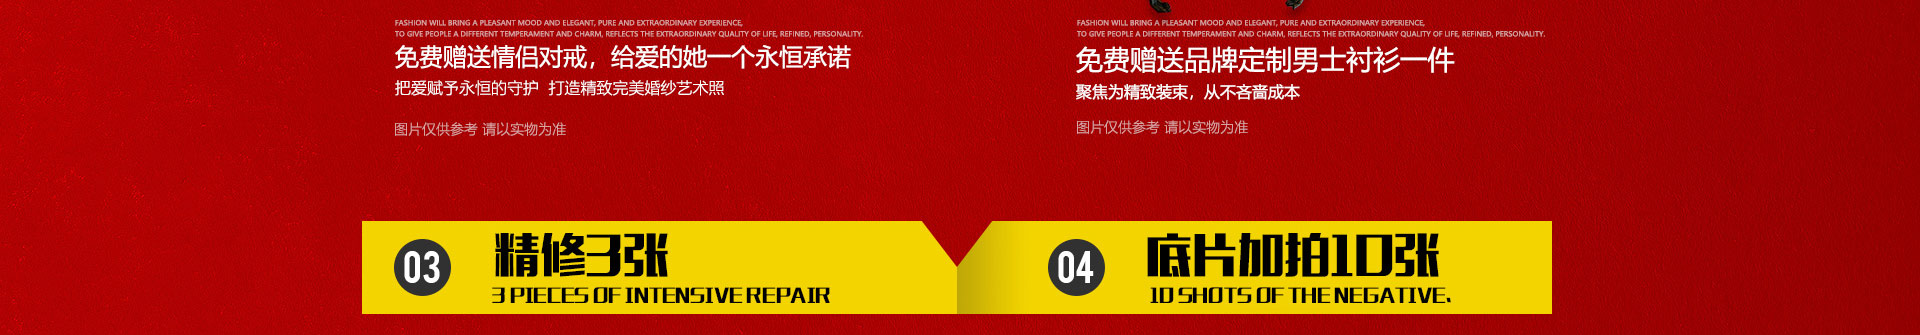 FASHION WILL BRING A PLEASANT MOOD AND ELEGANT, PURE AND EXTRAORDINARY EXPERIENCE,
TO GIVE PEOPLE A DIFFERENT TEMPERAMENT AND CHARM, REFLECTS THE EXTRAORDINARY QUALITY OF LIFE, REFINED, PERSONALITY.
免费赠送情侣对戒，给爱的她一个永恒承诺
把爱赋予永恒的守护 打造精致完美婚纱艺术照
图片仅供参考 请以实物为准
FASHION WILL BRING A PLEASANT MOOD AND ELEGANT, PURE AND EXTRAORDINARY EXPERIENCE,
TO GIVE PEOPLE A DIFFERENT TEMPERAMENT AND CHARM, REFLECTS THE EXTRAORDINARY QUALITY OF LIFE, REFINED, PERSONALITY.
免费赠送品牌定制男士衬衫一件
聚焦为精致装束，从不吝啬成本
图片仅供参考 请以实物为准
03
精修3张
3 PIECES OF INTENSIVE REPAIR
04
底片加拍10张
10 SHOTS OF THE NEGATIVE、